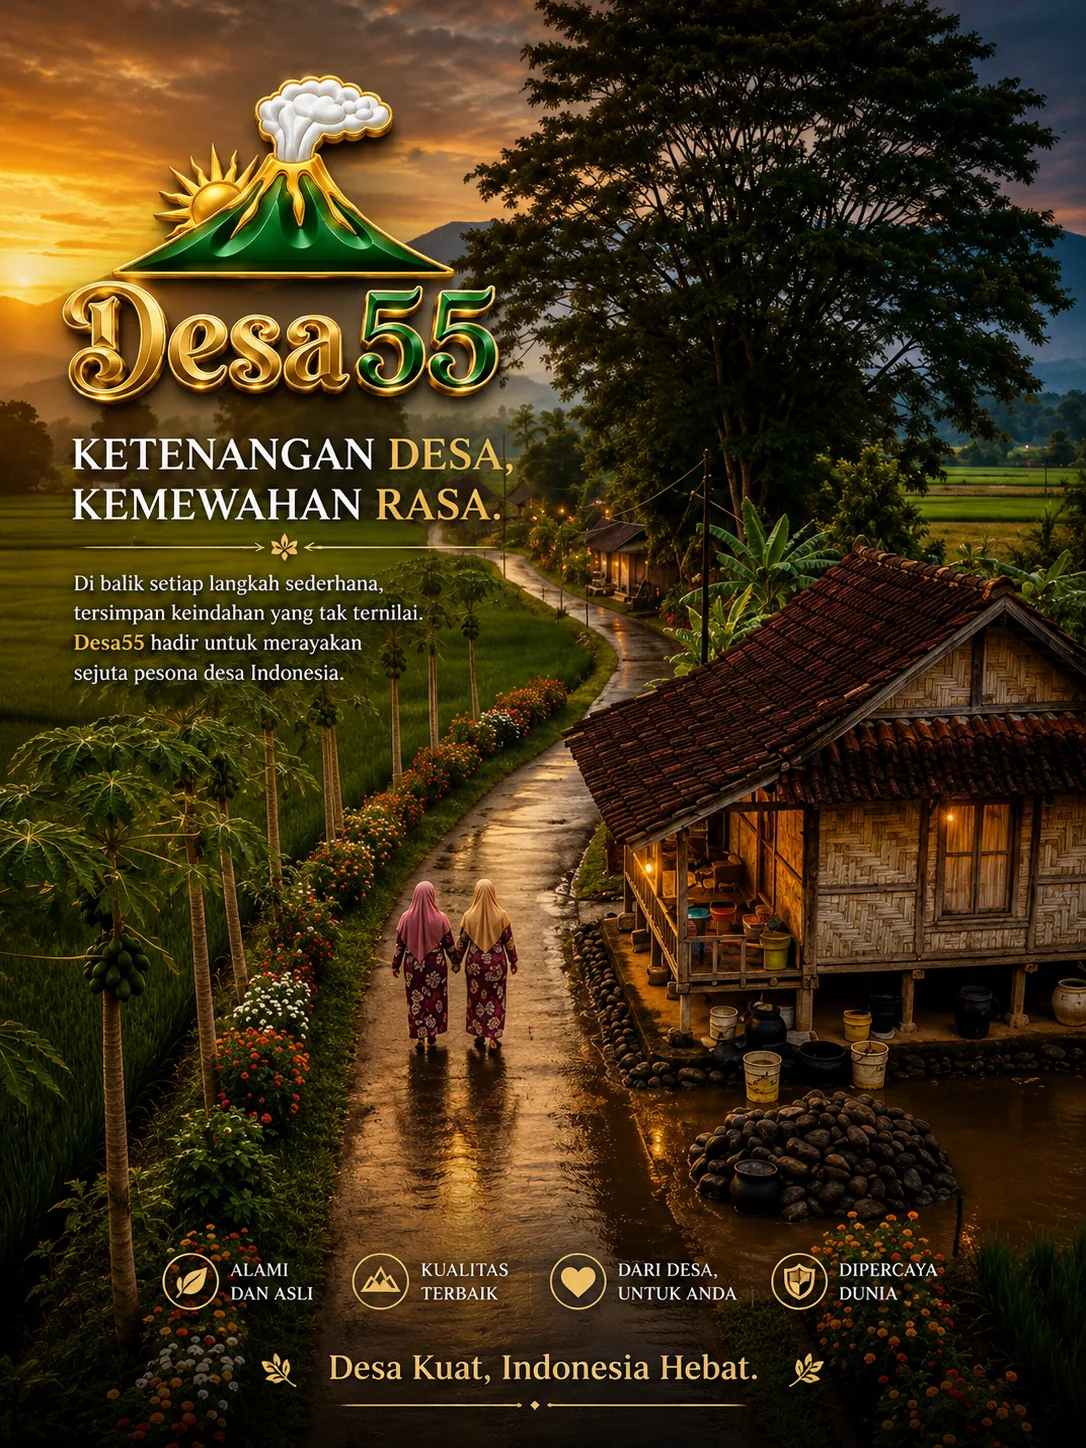 Desa55
KETENANGAN DESA,
KEMEWAHAN RASA.
Di balik setiap langkah sederhana,
tersimpan keindahan yang tak ternilai.
Desa55 hadir untuk merayakan
sejuta pesona desa Indonesia.
ALAMI
DAN ASLI
KUALITAS
TERBAIK
DARI DESA,
UNTUK ANDA
DIPERCAYA
DUNIA
Desa Kuat, Indonesia Hebat.